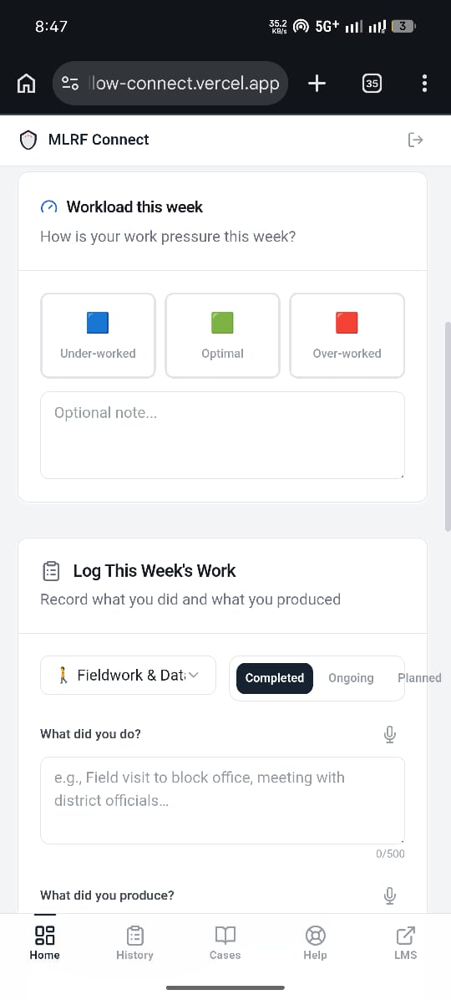 8:47
35.2
KB/s
5G+
3
low-connect.vercel.app
35
MLRF Connect
Workload this week
How is your work pressure this week?
Under-worked
Optimal
Over-worked
Optional note...
Log This Week's Work
Record what you did and what you produced
Fieldwork & Data
Completed
Ongoing
Planned
What did you do?
e.g., Field visit to block office, meeting with
district officials...
0/500
What did you produce?
Home
History
Cases
Help
LMS